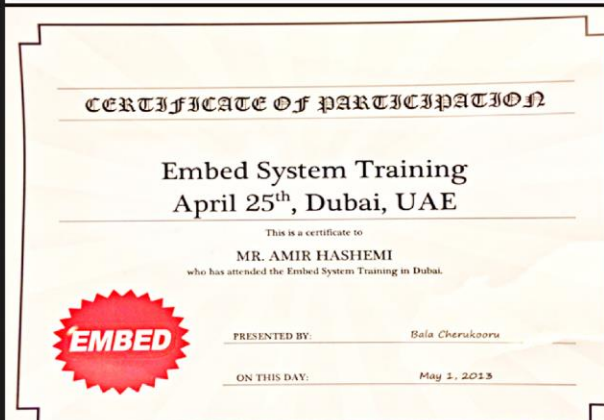 CERTIFICATE OF PARTICIPATION
Embed System Training
April 25th, Dubai, UAE
This is a certificate to
MR. AMIR HASHEMI
who has attended the Embed System Training in Dubai.
EMBED
PRESENTED BY: Bala Cherukooru
ON THIS DAY: May 1, 2013